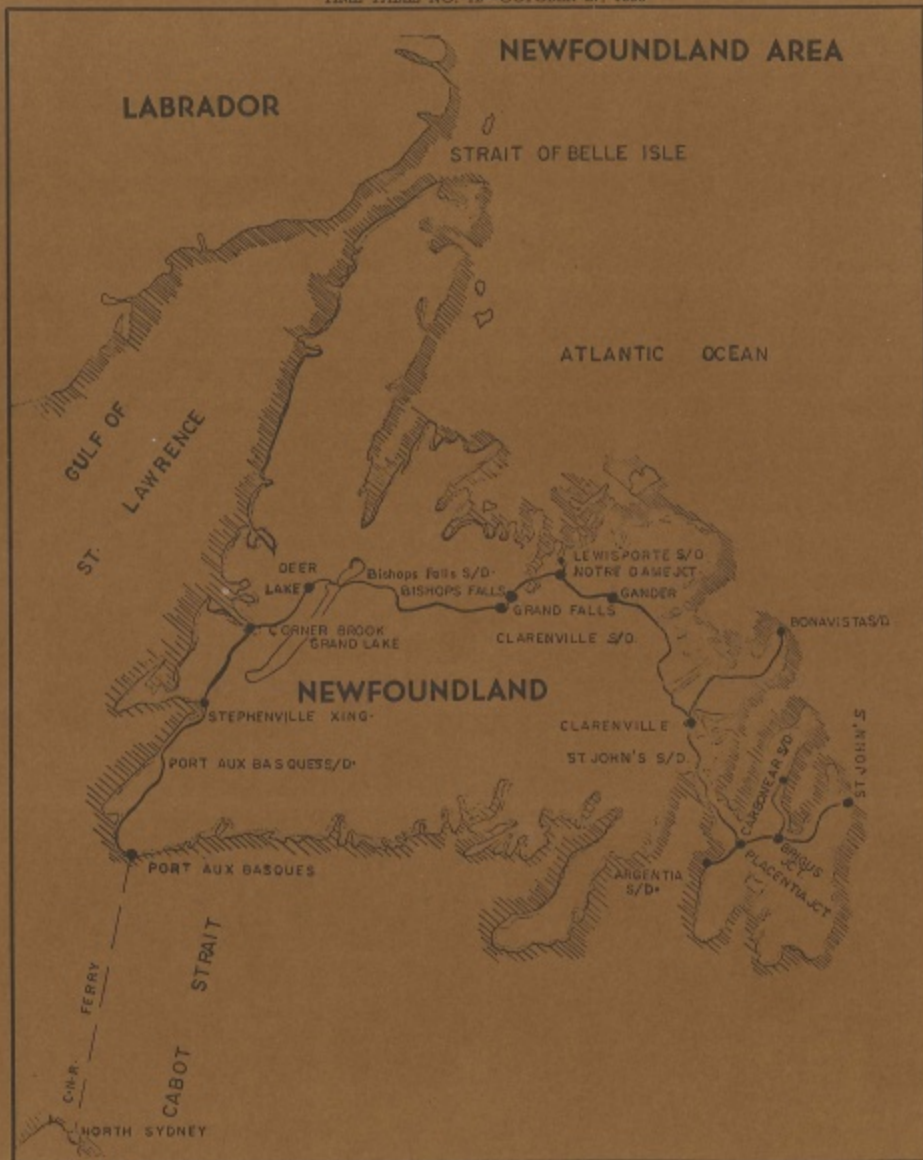 NEWFOUNDLAND AREA
LABRADOR
STRAIT OF BELLE ISLE
ATLANTIC OCEAN
GULF OF
ST. LAWRENCE
DEER
LAKE
Bishops Falls S/D.
BISHOPS FALLS
LEWISPORTE S/D
NOTRE DAME JCT.
GANDER
GRAND FALLS
CLARENVILLE S/D.
BONAVISTA S/D.
CORNER BROOK
GRAND LAKE
NEWFOUNDLAND
STEPHENVILLE XING.
CLARENVILLE
ST JOHN'S S/D.
PORT AUX BASQUES S/D.
CARBONEAR S/D.
ST JOHN'S
PORT AUX BASQUES
ARGENTIA
S/D.
BRIGUS
JCT
PLACENTIA JCT
C.N.R. FERRY
CABOT STRAIT
NORTH SYDNEY